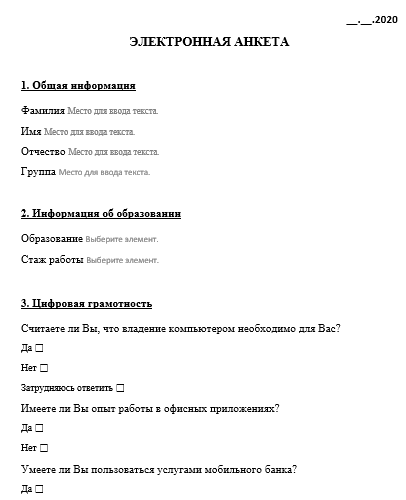 __.__.2020
ЭЛЕКТРОННАЯ АНКЕТА
1. Общая информация
Фамилия Место для ввода текста.
Имя Место для ввода текста.
Отчество Место для ввода текста.
Группа Место для ввода текста.
2. Информация об образовании
Образование Выберите элемент.
Стаж работы Выберите элемент.
3. Цифровая грамотность
Считаете ли Вы, что владение компьютером необходимо для Вас?
Да ☐
Нет ☐
Затрудняюсь ответить ☐
Имеете ли Вы опыт работы в офисных приложениях?
Да ☐
Нет ☐
Умеете ли Вы пользоваться услугами мобильного банка?
Да ☐